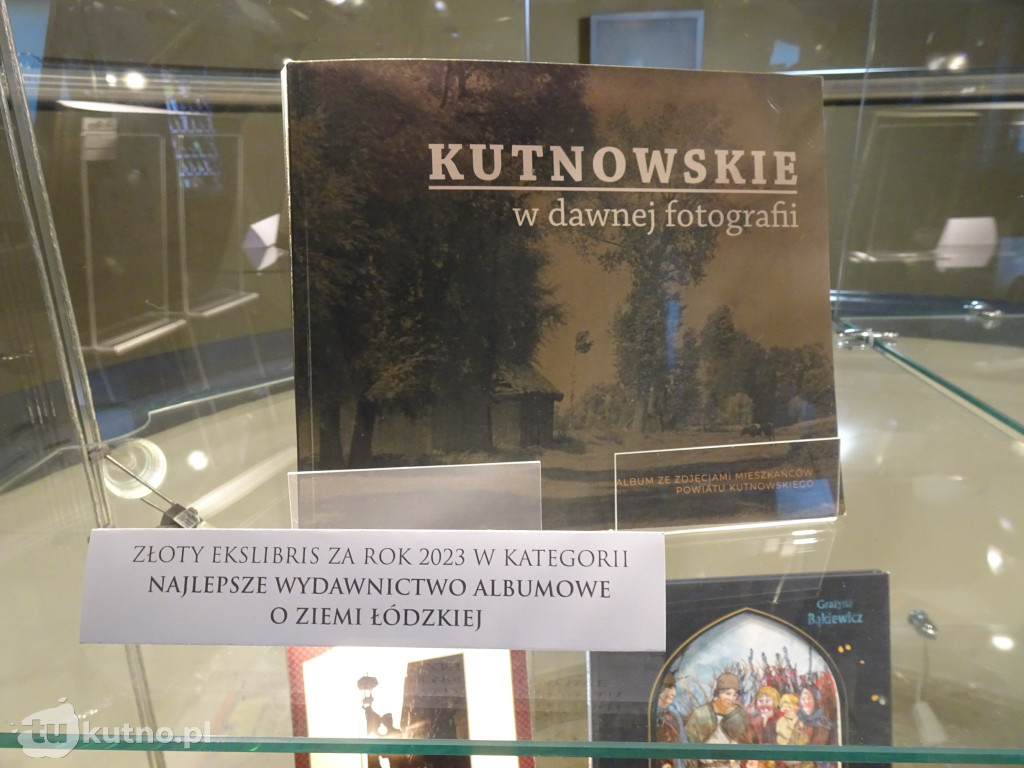 KUTNOWSKIE
w dawnej fotografii
ALBUM ZE ZDJĘCIAMI MIESZKAŃCÓW
POWIATU KUTNOWSKIEGO
ZŁOTY EKSLIBRIS ZA ROK 2023 W KATEGORII
NAJLEPSZE WYDAWNICTWO ALBUMOWE
O ZIEMI ŁÓDZKIEJ
Grażyna
Bąkiewicz
tukutno.pl